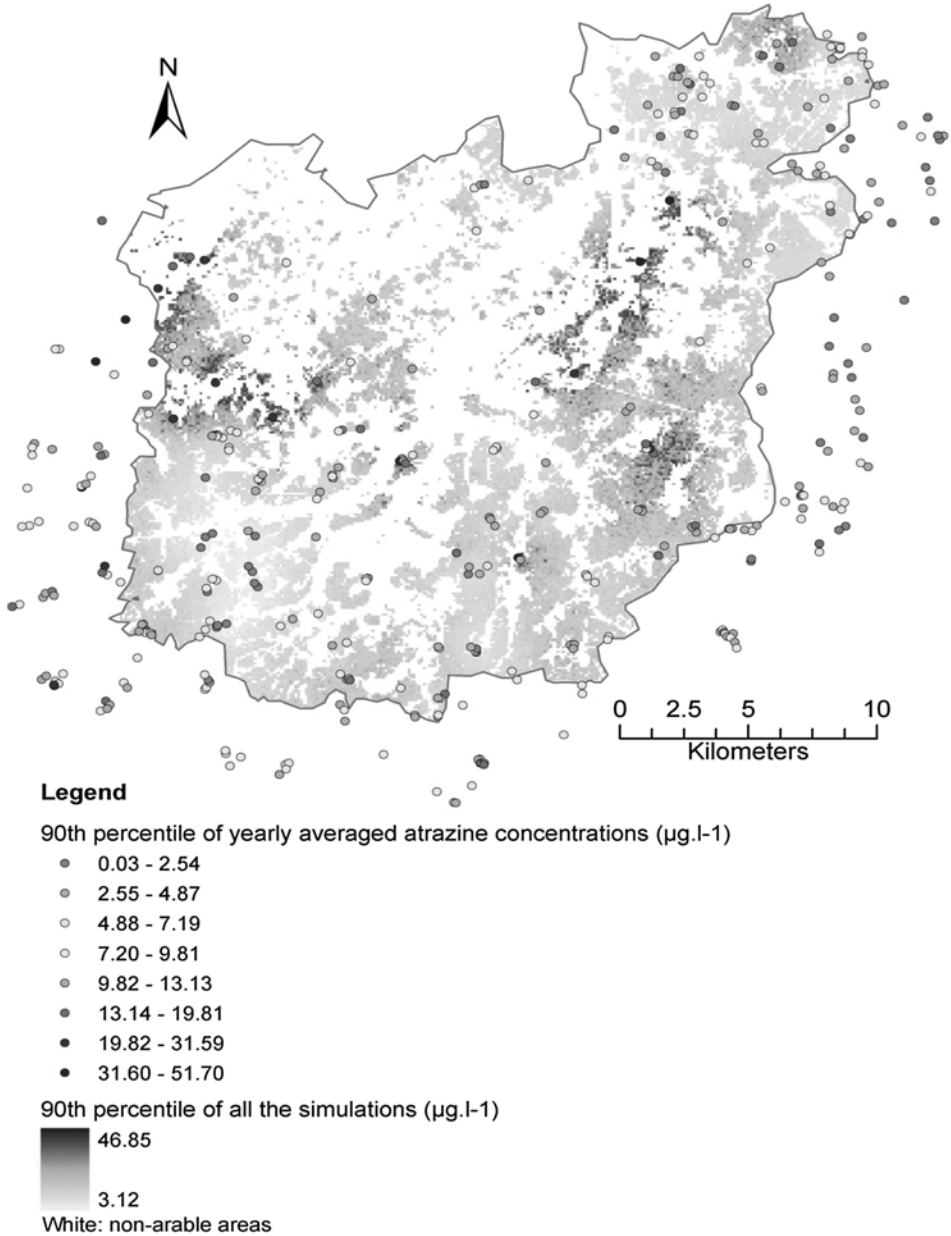 N
0 2.5 5 10
Kilometers
Legend
90th percentile of yearly averaged atrazine concentrations (µg.l-1)
0.03 - 2.54
2.55 - 4.87
4.88 - 7.19
7.20 - 9.81
9.82 - 13.13
13.14 - 19.81
19.82 - 31.59
31.60 - 51.70
90th percentile of all the simulations (µg.l-1)
46.85
3.12
White: non-arable areas